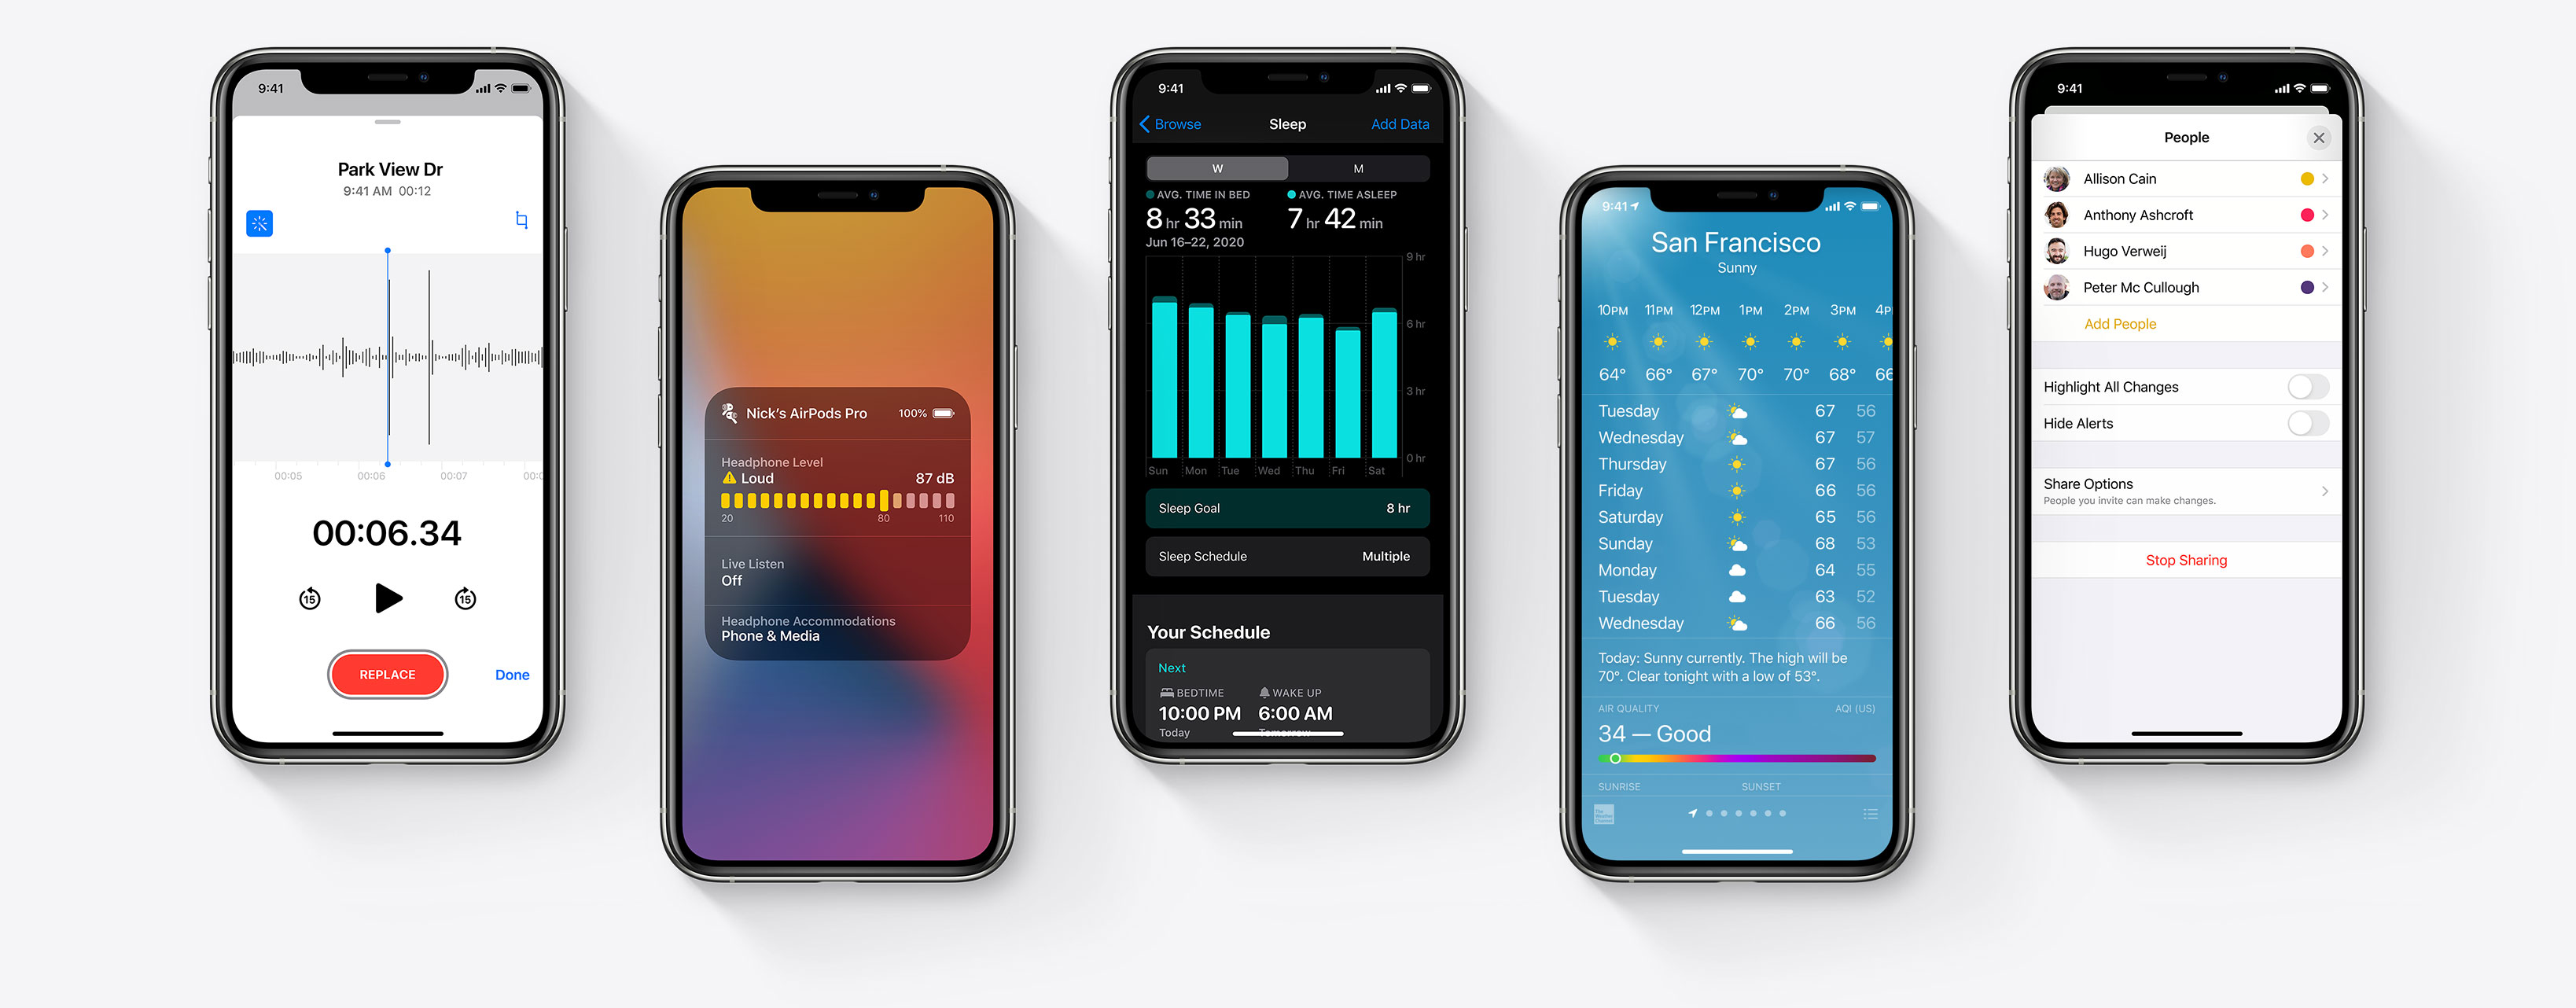 9:41
Park View Dr
9:41 AM 00:12
00:05 00:06 00:07
00:06.34
15 15
REPLACE Done
Nick's AirPods Pro 100%
Headphone Level
Loud 87 dB
20 80 110
Live Listen
Off
Headphone Accommodations
Phone & Media
9:41
Browse Sleep Add Data
W M
AVG. TIME IN BED AVG. TIME ASLEEP
8 hr 33 min 7 hr 42 min
Jun 16–22, 2020
9 hr
6 hr
3 hr
0 hr
Sun Mon Tue Wed Thu Fri Sat
Sleep Goal 8 hr
Sleep Schedule Multiple
Your Schedule
Next
BEDTIME WAKE UP
10:00 PM 6:00 AM
Today Tomorrow
9:41
San Francisco
Sunny
10PM 11PM 12PM 1PM 2PM 3PM 4P
64° 66° 67° 70° 70° 68° 66
Tuesday 67 56
Wednesday 67 57
Thursday 67 56
Friday 66 56
Saturday 65 56
Sunday 68 53
Monday 64 55
Tuesday 63 52
Wednesday 66 56
Today: Sunny currently. The high will be
70°. Clear tonight with a low of 53°.
AIR QUALITY AQI (US)
34 — Good
SUNRISE SUNSET
9:41
People
Allison Cain
Anthony Ashcroft
Hugo Verweij
Peter Mc Cullough
Add People
Highlight All Changes
Hide Alerts
Share Options
People you invite can make changes.
Stop Sharing